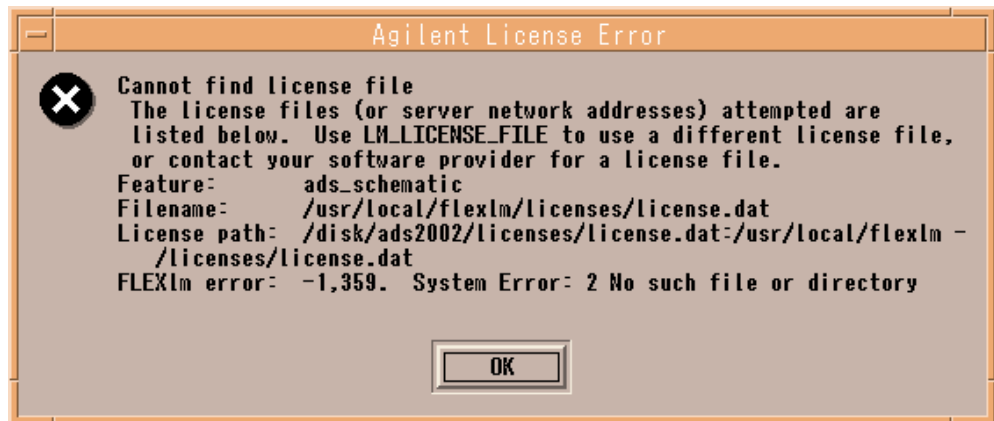 Agilent License Error
Cannot find license file
The license files (or server network addresses) attempted are
listed below. Use LM_LICENSE_FILE to use a different license file,
or contact your software provider for a license file.
Feature: ads_schematic
Filename: /usr/local/flexlm/licenses/license.dat
License path: /disk/ads2002/licenses/license.dat:/usr/local/flexlm -
/licenses/license.dat
FLEXlm error: -1,359. System Error: 2 No such file or directory
OK